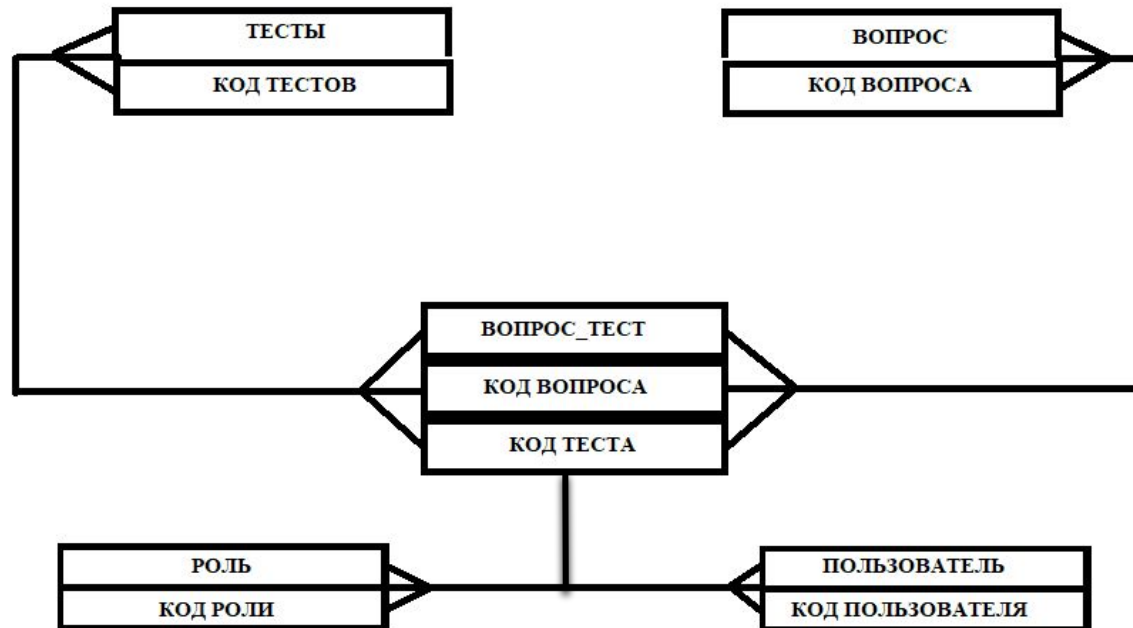 ТЕСТЫ
КОД ТЕСТОВ
ВОПРОС
КОД ВОПРОСА
ВОПРОС_ТЕСТ
КОД ВОПРОСА
КОД ТЕСТА
РОЛЬ
КОД РОЛИ
ПОЛЬЗОВАТЕЛЬ
КОД ПОЛЬЗОВАТЕЛЯ